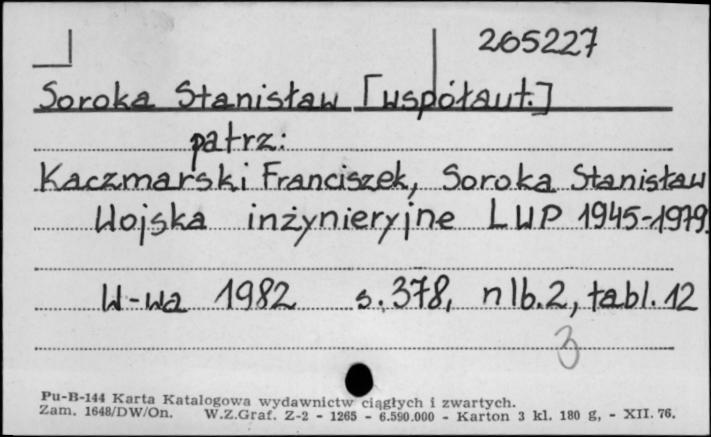 265227
Soroka Stanisław [współaut.]
patrz:
Kaczmarski Franciszek, Soroka Stanisław
Wojska inżynieryjne LWP 1945-1979.
W-wa 1982 s. 378, nlb. 2, tabl. 12
3
Pu-B-144 Karta Katalogowa wydawnictw ciągłych i zwartych.
Zam. 1648/DW/On. W.Z.Graf. Z-2 - 1265 - 6.590.000 - Karton 3 kl. 180 g, - XII. 76.